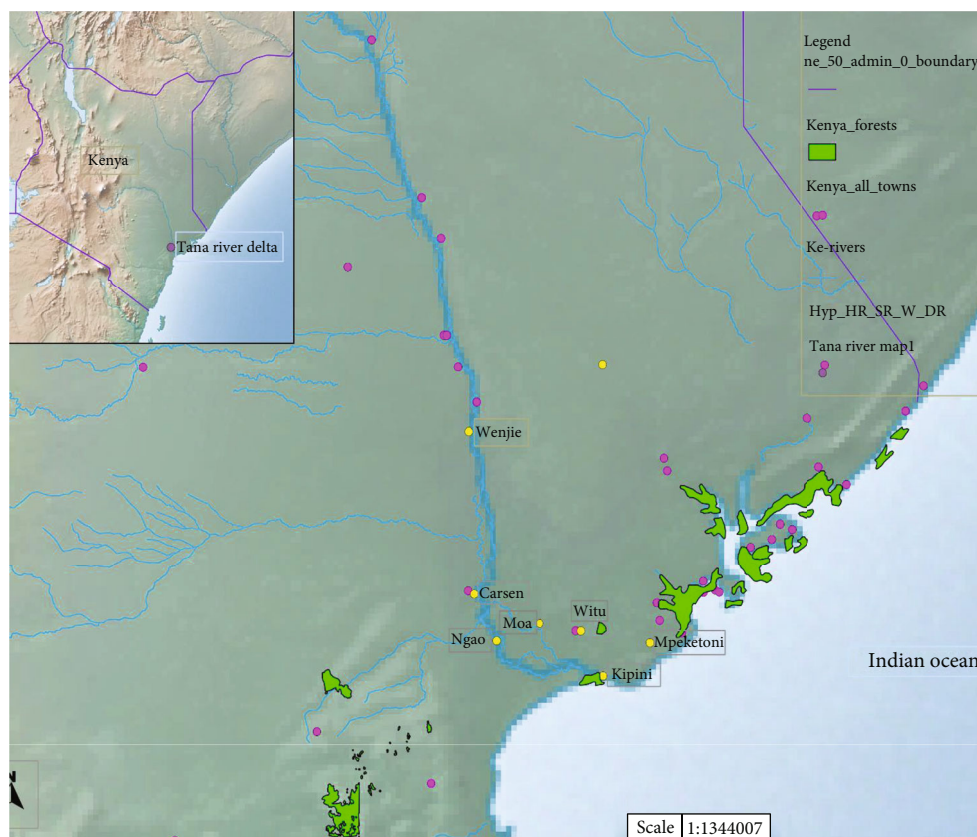 Legend
ne_50_admin_0_boundary
Kenya_forests
Kenya_all_towns
Ke-rivers
Hyp_HR_SR_W_DR
Tana river map1
Kenya
Tana river delta
Wenjie
Carsen
Moa
Witu
Ngao
Mpeketoni
Kipini
Indian ocean
N
Scale 1:1344007